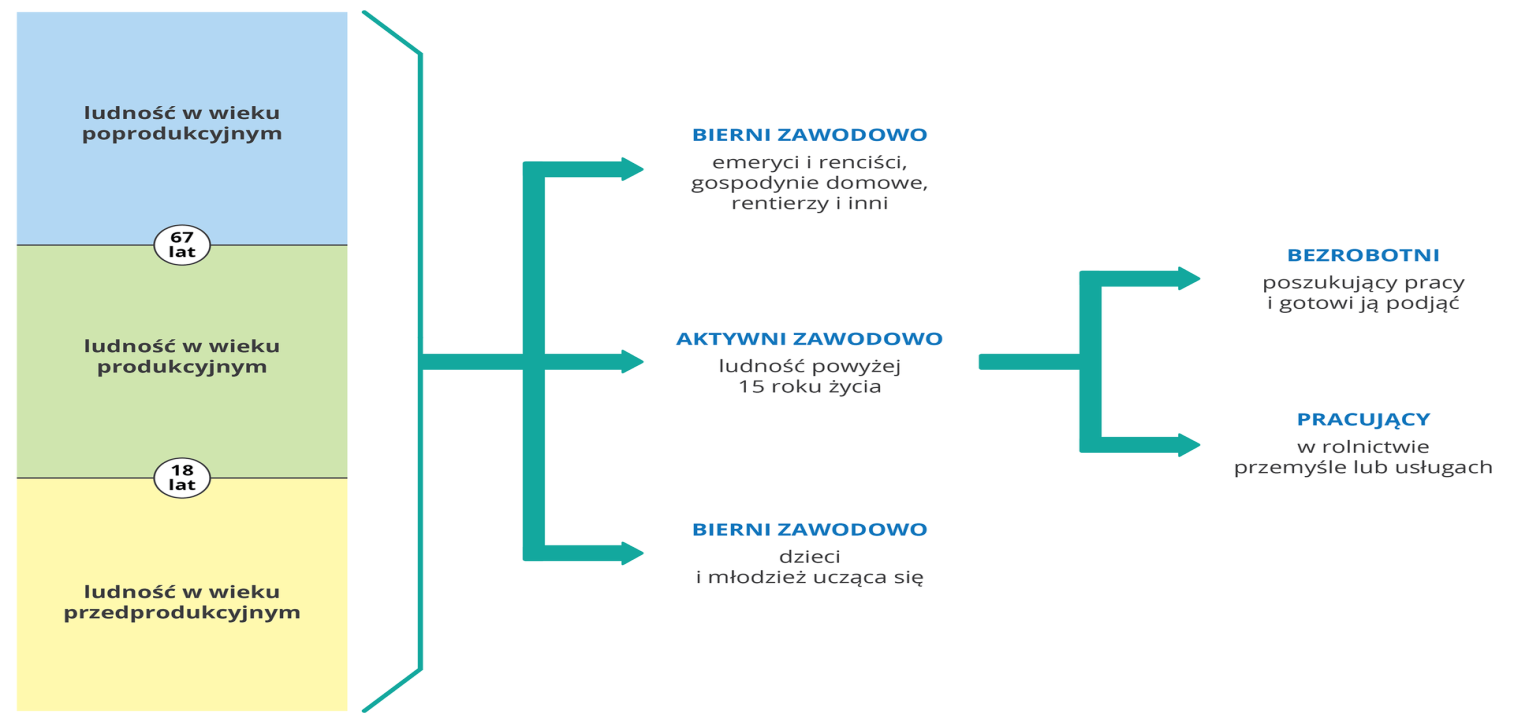 ludność w wieku
poprodukcyjnym
67
lat
ludność w wieku
produkcyjnym
18
lat
ludność w wieku
przedprodukcyjnym
BIERNI ZAWODOWO
emeryci i renciści,
gospodynie domowe,
rentierzy i inni
AKTYWNI ZAWODOWO
ludność powyżej
15 roku życia
BIERNI ZAWODOWO
dzieci
i młodzież ucząca się
BEZROBOTNI
poszukujący pracy
i gotowi ją podjąć
PRACUJĄCY
w rolnictwie
przemyśle lub usługach